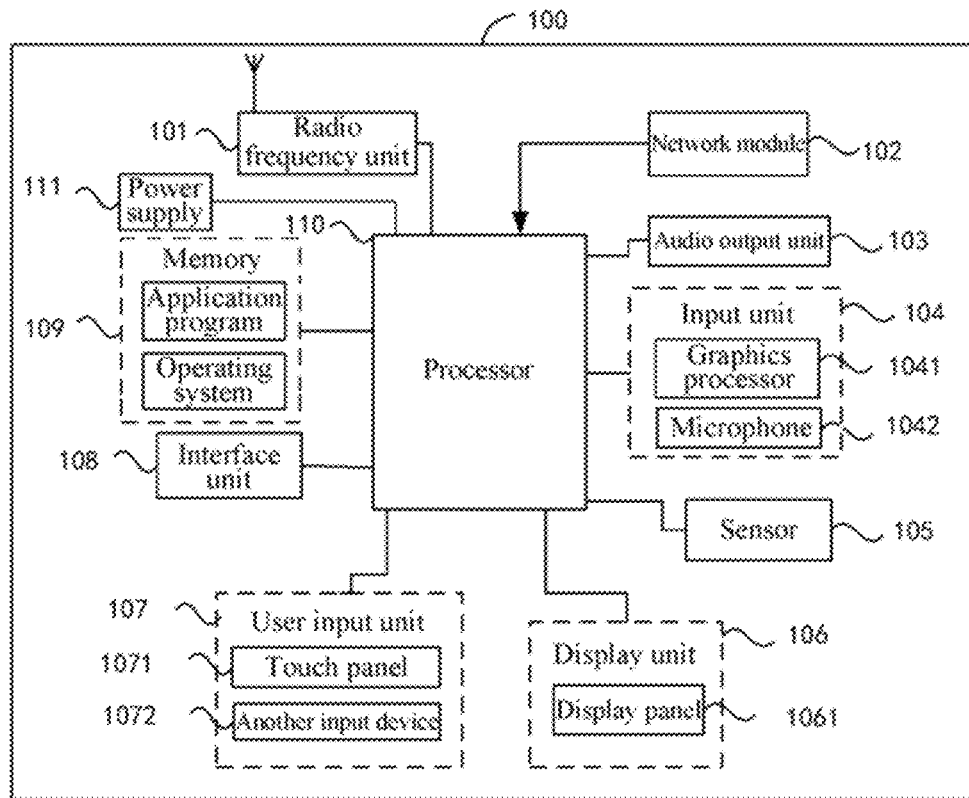 100
101
Radio
frequency unit
Network module
102
111
Power
supply
110
Audio output unit
103
Memory
Application
program
109
Operating
system
Processor
Input unit
104
Graphics
processor
1041
Microphone
1042
108
Interface
unit
Sensor
105
107
User input unit
1071
Touch panel
1072
Another input device
106
Display unit
Display panel
1061